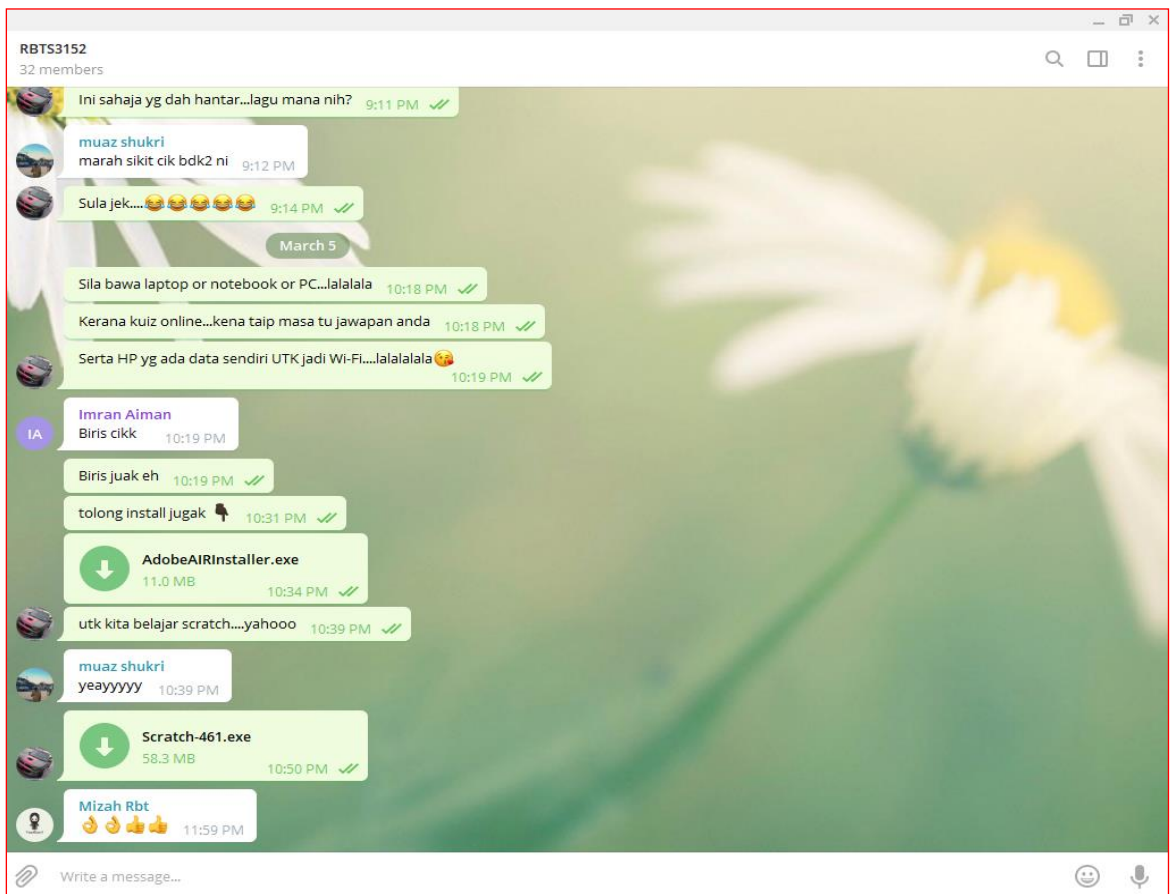 RBTS3152
32 members
Ini sahaja yg dah hantar...lagu mana nih? 9:11 PM
muaz shukri
marah sikit cik bdk2 ni 9:12 PM
Sula jek....😂😂😂😂😂 9:14 PM
March 5
Sila bawa laptop or notebook or PC...lalalala 10:18 PM
Kerana kuiz online...kena taip masa tu jawapan anda 10:18 PM
Serta HP yg ada data sendiri UTK jadi Wi-Fi....lalalalala😘
10:19 PM
IA
Imran Aiman
Biris cikk 10:19 PM
Biris juak eh 10:19 PM
tolong install jugak 👇🏿 10:31 PM
AdobeAIRInstaller.exe
11.0 MB
10:34 PM
utk kita belajar scratch....yahooo 10:39 PM
muaz shukri
yeayyyyy 10:39 PM
Scratch-461.exe
58.3 MB
10:50 PM
Mizah Rbt
👌👌👍👍 11:59 PM
Write a message...